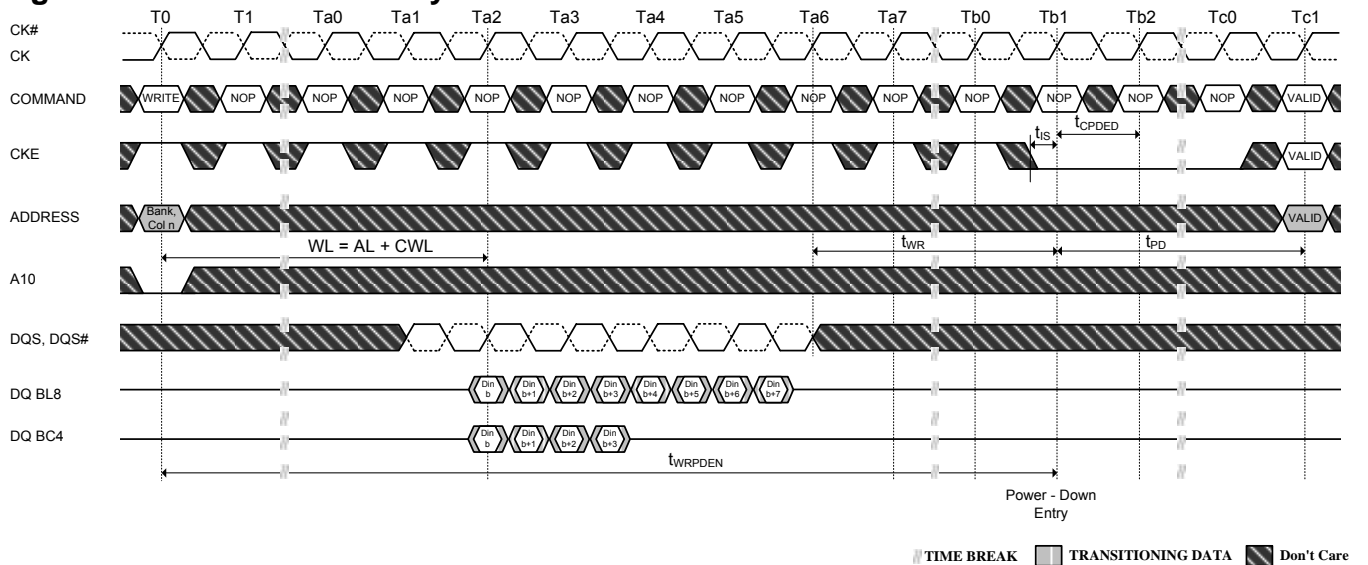 T0 T1 Ta0 Ta1 Ta2 Ta3 Ta4 Ta5 Ta6 Ta7 Tb0 Tb1 Tb2 Tc0 Tc1
CK#
CK
COMMAND WRITE NOP NOP NOP NOP NOP NOP NOP NOP NOP NOP NOP NOP NOP VALID
tIS tCPDED
CKE VALID
ADDRESS Bank, Col n VALID
WL = AL + CWL tWR tPD
A10
DQS, DQS#
DQ BL8 Din b Din b+1 Din b+2 Din b+3 Din b+4 Din b+5 Din b+6 Din b+7
DQ BC4 Din b Din b+1 Din b+2 Din b+3
tWRPDEN
Power - Down
Entry
TIME BREAK TRANSITIONING DATA Don't Care